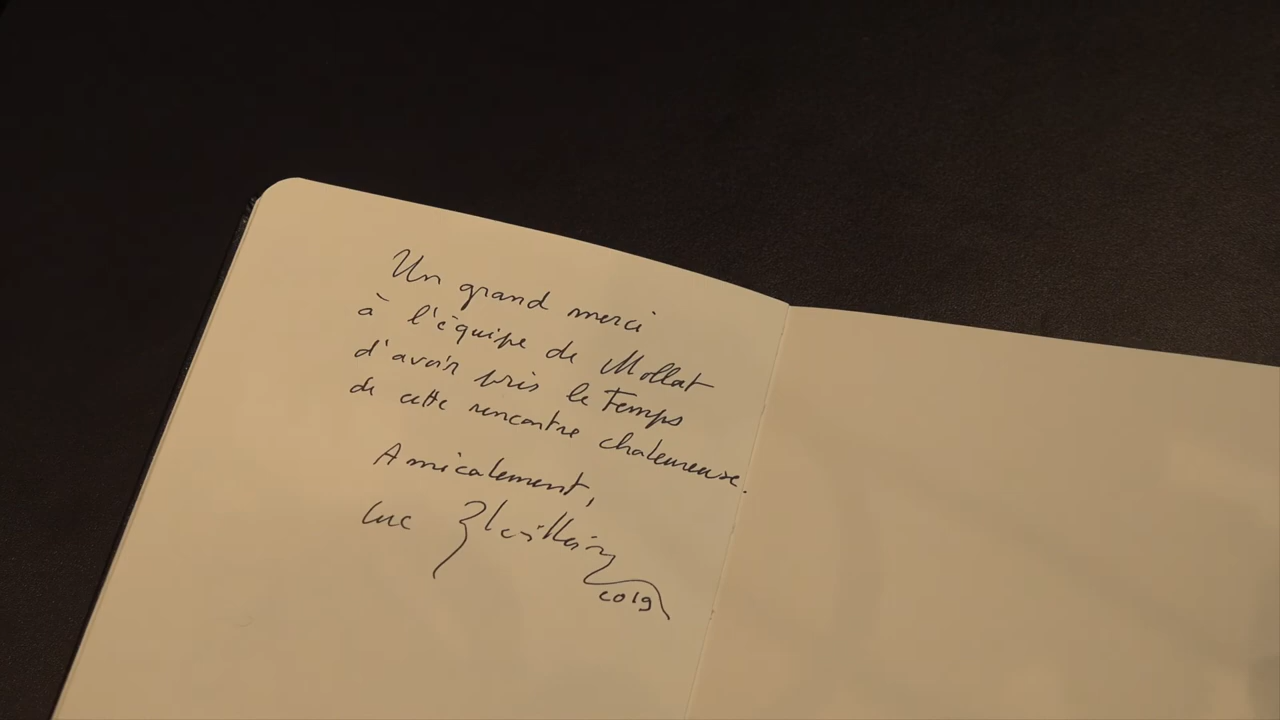 Un grand merci
à l'équipe de Mollat
d'avoir pris le Temps
de cette rencontre chaleureuse.
Amicalement,
Luc
2019